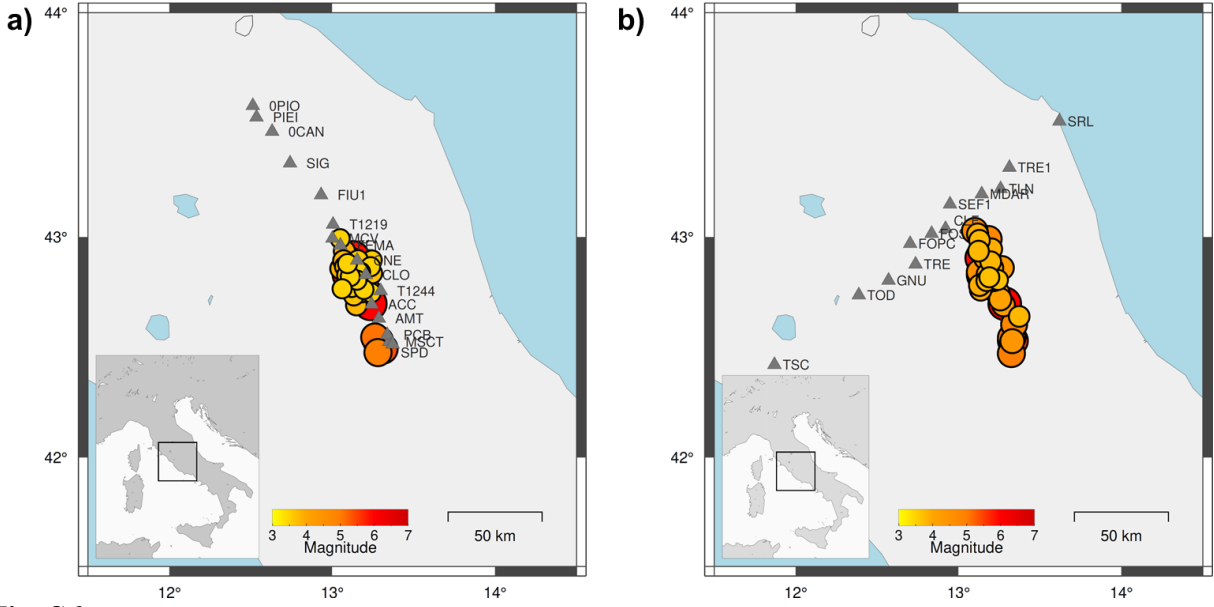 a)
44°
43°
42°
12°
13°
14°
0PIO
PIEI
0CAN
SIG
FIU1
T1219
MCV
CLO
T1244
ACC
AMT
PCB
MSCT
SPD
3 4 5 6 7
Magnitude
50 km
b)
44°
43°
42°
12°
13°
14°
SRL
TRE1
TLN
MDAR
SEF1
CLF
FOS
FOPC
TRE
GNU
TOD
TSC
3 4 5 6 7
Magnitude
50 km